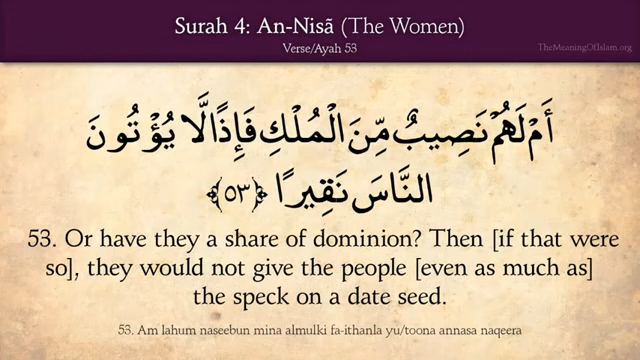 Surah 4: An-Nisã (The Women)
Verse/Ayah 53
TheMeaningOfIslam.org
أَمْ لَهُمْ نَصِيبٌ مِّنَ الْمُلْكِ فَإِذًا لَّا يُؤْتُونَ
النَّاسَ نَقِيرًا ﴿٥٣﴾
53. Or have they a share of dominion? Then [if that were
so], they would not give the people [even as much as]
the speck on a date seed.
53. Am lahum naseebun mina almulki fa-ithanla yu/toona annasa naqeera